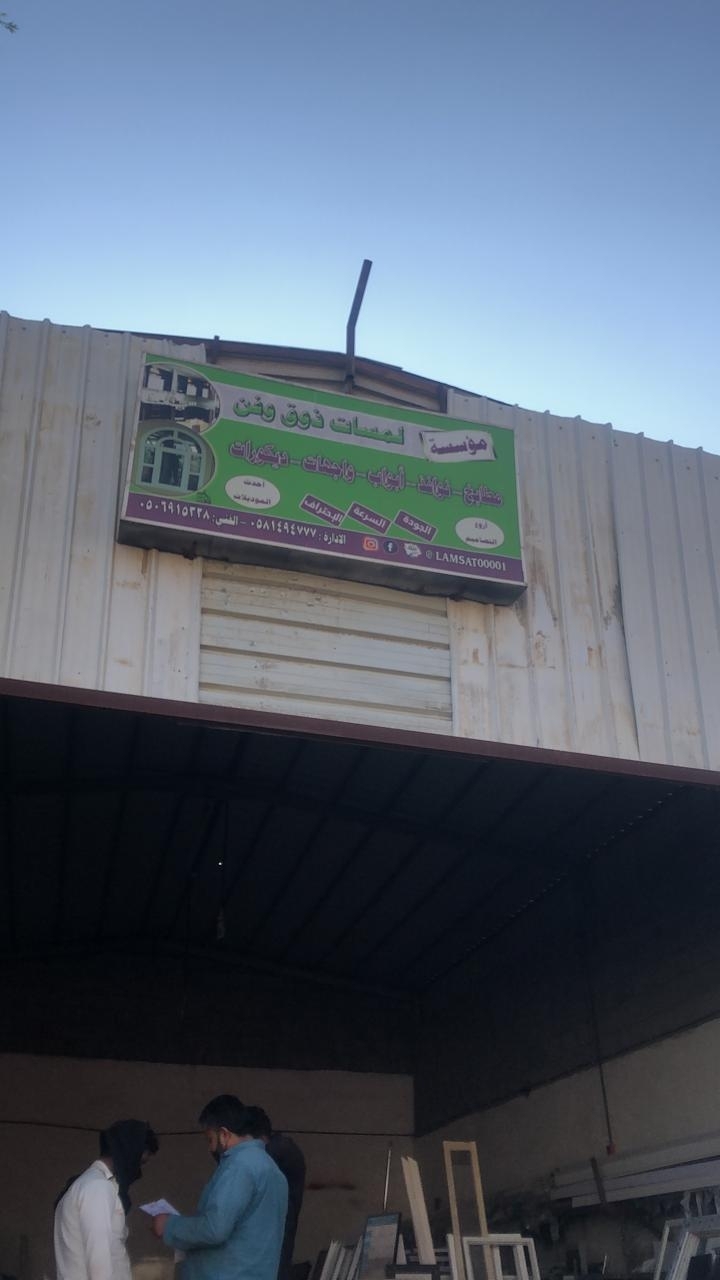 مؤسسة لمسات ذوق وفن
مطابخ - نوافذ - أبواب - واجهات - ديكورات
أروع التصاميم
الجودة
السرعة
الإحتراف
أحدث الموديلات
@ LAMSAT00001
الادارة : ٠٥٨١٤٩٤٧٧٧ - الفني : ٠٥٠٦٩١٥٣٣٨